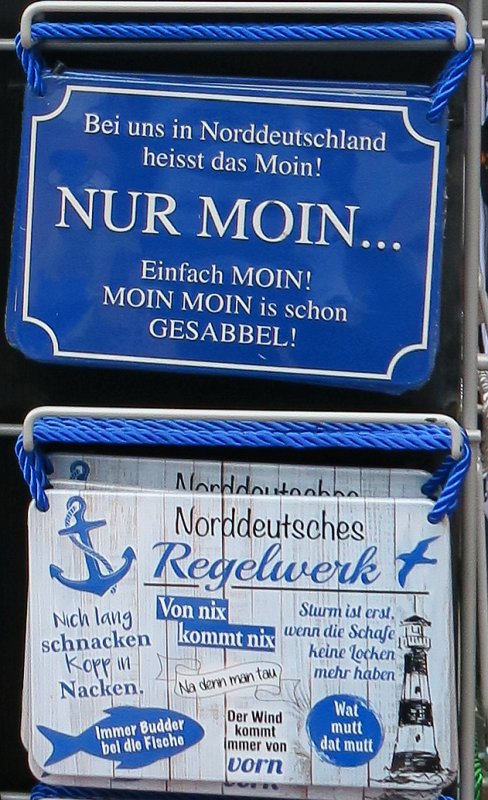 Bei uns in Norddeutschland
heisst das Moin!
NUR MOIN...
Einfach MOIN!
MOIN MOIN is schon
GESABBEL!
Norddeutsches
Norddeutsches
Regelwerk
Nich lang
schnacken
Kopp in
Nacken.
Von nix
kommt nix
Sturm ist erst,
wenn die Schafe
keine Locken
mehr haben
Na denn man tau
Immer Budder
bei die Fische
Der Wind
kommt
immer von
vorn
Wat
mutt
dat mutt